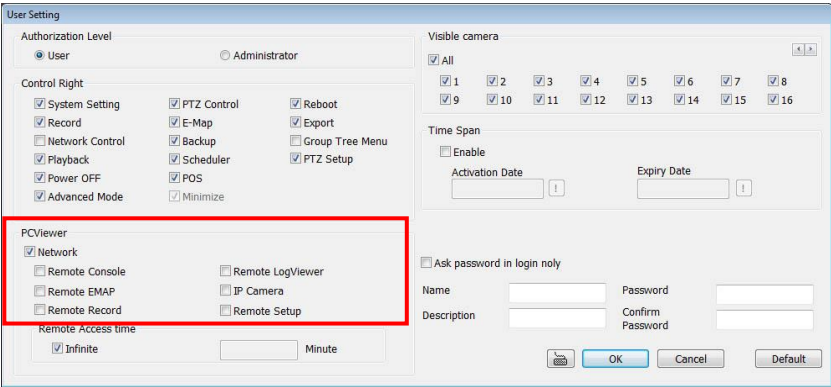 User Setting
Authorization Level
User Administrator
Control Right
System Setting PTZ Control Reboot
Record E-Map Export
Network Control Backup Group Tree Menu
Playback Scheduler PTZ Setup
Power OFF POS
Advanced Mode Minimize
PCViewer
Network
Remote Console Remote LogViewer
Remote EMAP IP Camera
Remote Record Remote Setup
Remote Access time
Infinite Minute
Visible camera
All
1 2 3 4 5 6 7 8
9 10 11 12 13 14 15 16
Time Span
Enable
Activation Date Expiry Date
! !
Ask password in login noly
Name Password
Description Confirm
Password
OK Cancel Default